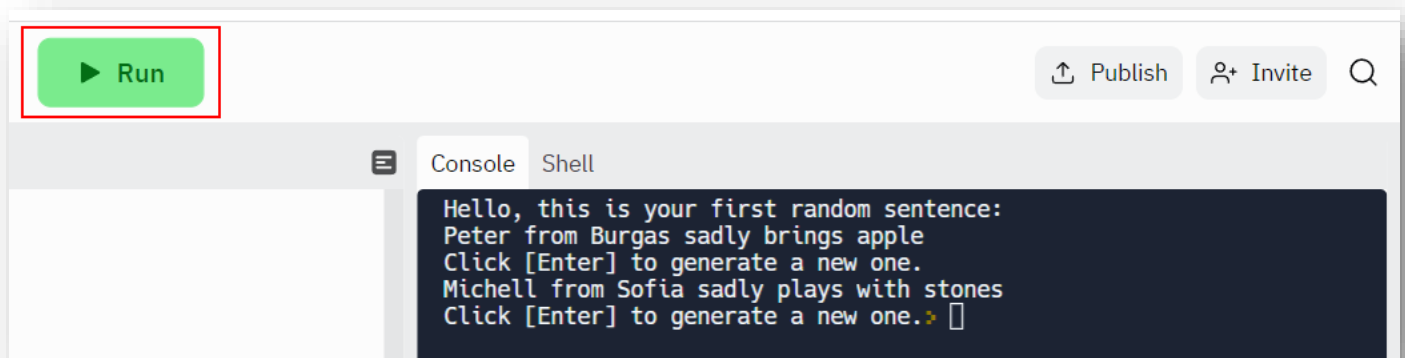 Run
Publish
Invite
Console
Shell
Hello, this is your first random sentence:
Peter from Burgas sadly brings apple
Click [Enter] to generate a new one.
Michell from Sofia sadly plays with stones
Click [Enter] to generate a new one.>